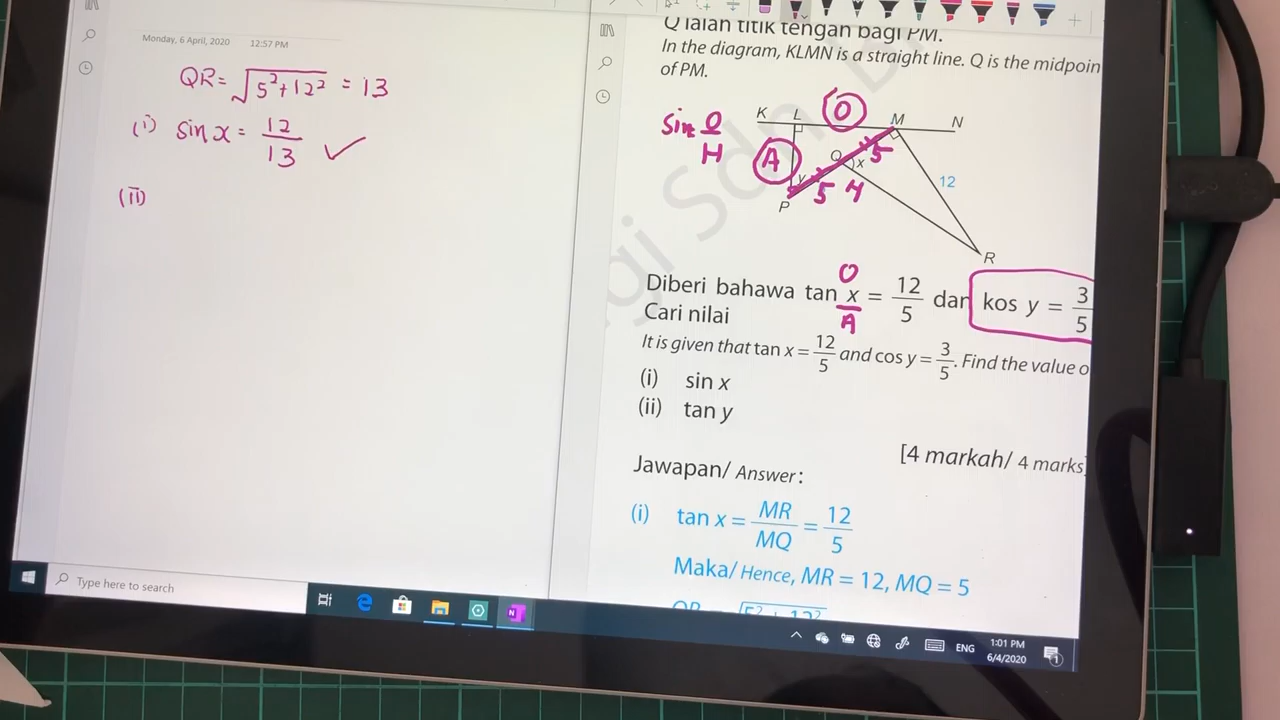 Monday, 6 April, 2020 12:57 PM
QR = √5²+12² = 13
(i) sin x = 12/13 ✓
(ii)
Q ialah titik tengah bagi PM.
In the diagram, KLMN is a straight line. Q is the midpoin
of PM.
K L O M N
Sin O/H
A Q x 5
y 5 4
12
P
R
O
Diberi bahawa tan x = 12/5 dan kos y = 3/5
A
Cari nilai
It is given that tan x = 12/5 and cos y = 3/5. Find the value o
(i) sin x
(ii) tan y
[4 markah/ 4 marks]
Jawapan/ Answer:
(i) tan x = MR/MQ = 12/5
Maka/ Hence, MR = 12, MQ = 5
Type here to search
ENG
1:01 PM
6/4/2020
1